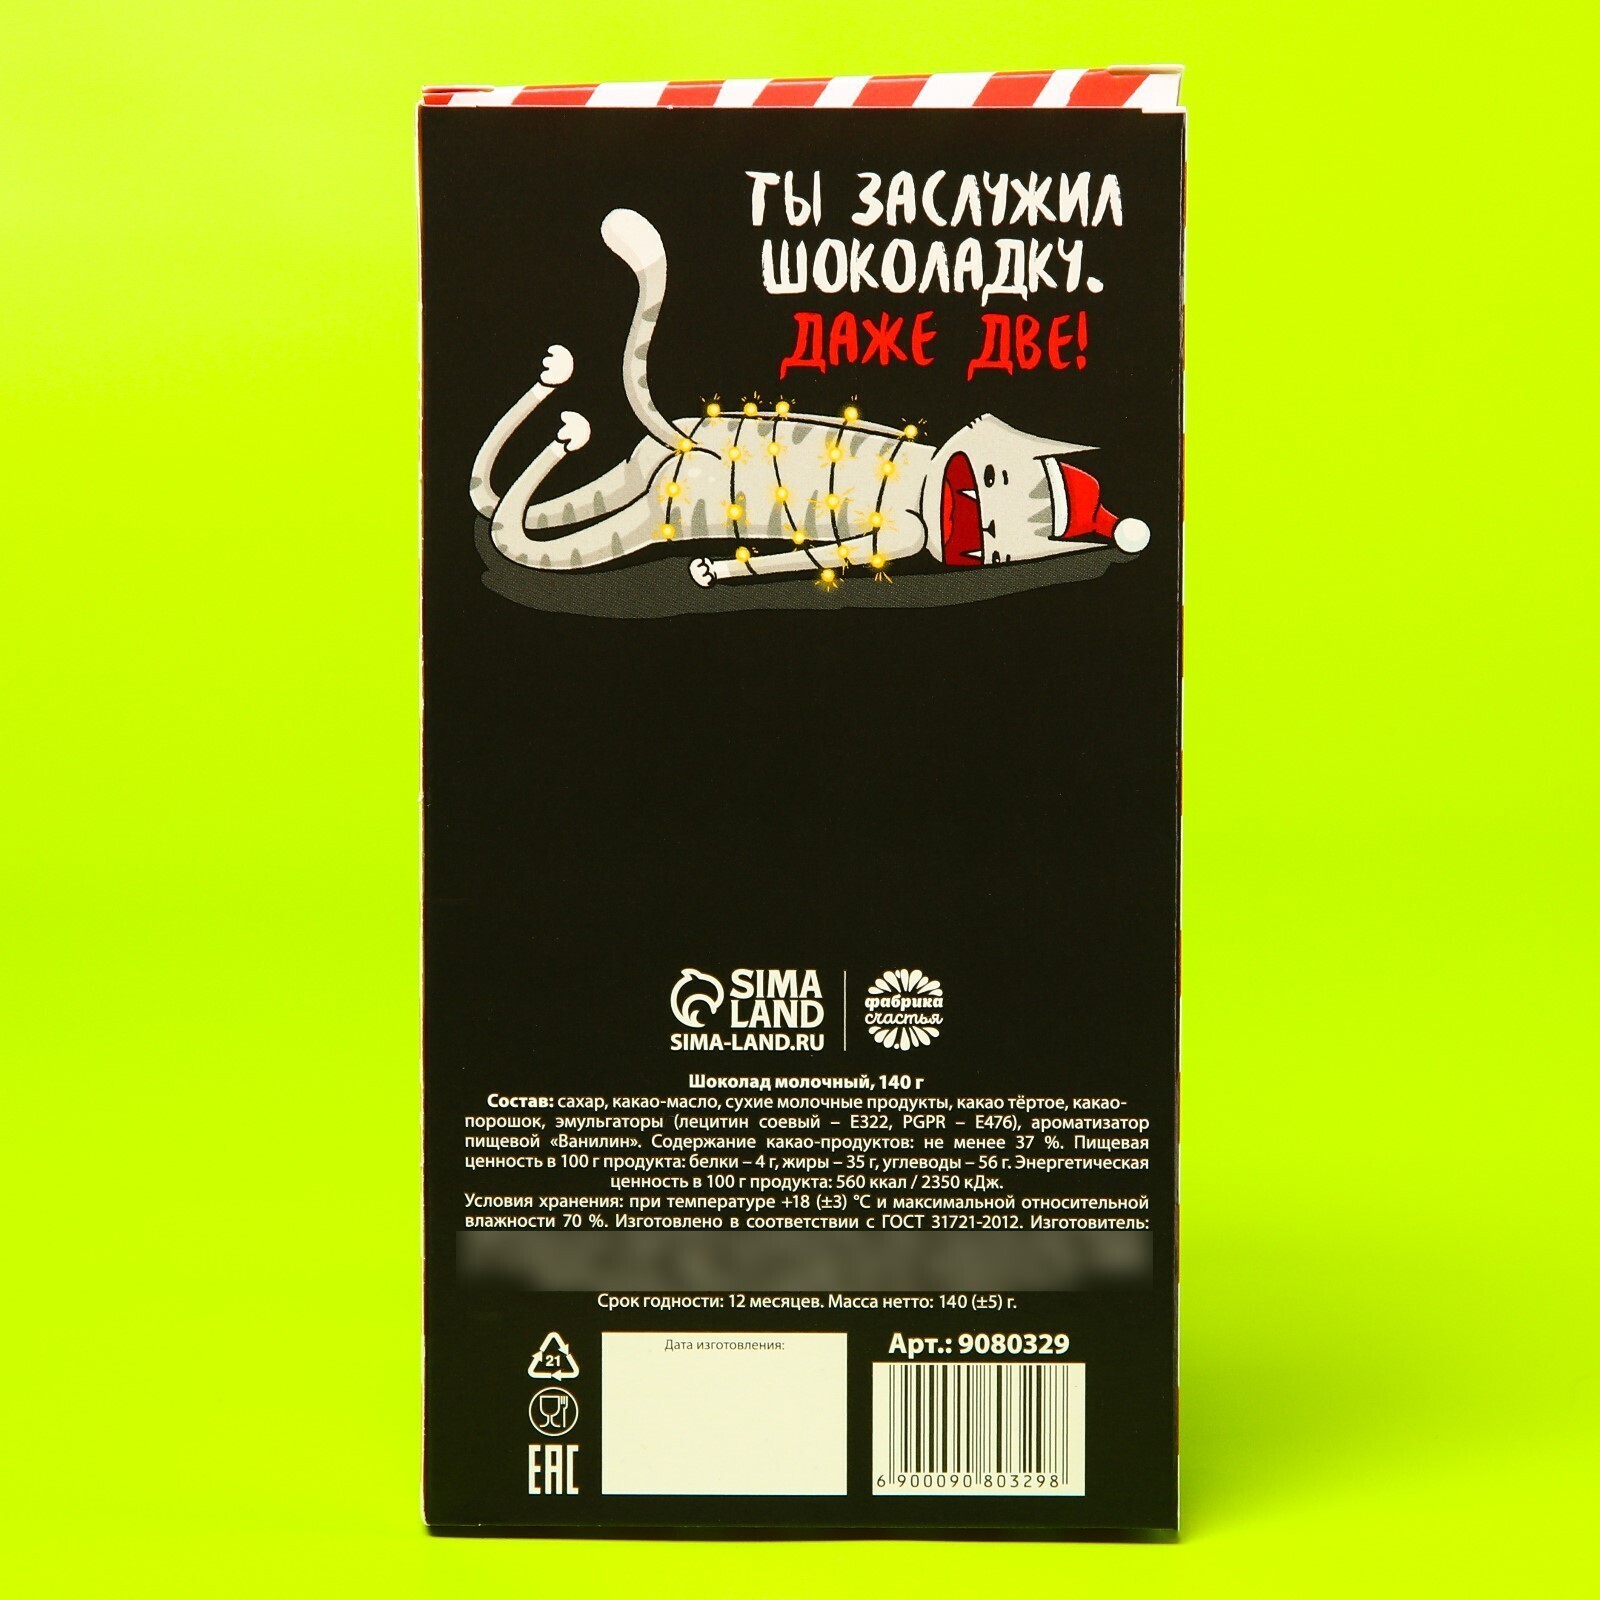 ТЫ ЗАСЛУЖИЛ
ШОКОЛАДКУ.
ДАЖЕ ДВЕ!
SIMA
LAND
SIMA-LAND.RU
фабрика
счастья
Шоколад молочный, 140 г
Состав: сахар, какао-масло, сухие молочные продукты, какао тёртое, какао-
порошок, эмульгаторы (лецитин соевый – Е322, PGPR – Е476), ароматизатор
пищевой «Ванилин». Содержание какао-продуктов: не менее 37 %. Пищевая
ценность в 100 г продукта: белки – 4 г, жиры – 35 г, углеводы – 56 г. Энергетическая
ценность в 100 г продукта: 560 ккал / 2350 кДж.
Условия хранения: при температуре +18 (±3) °С и максимальной относительной
влажности 70 %. Изготовлено в соответствии с ГОСТ 31721-2012. Изготовитель:
Срок годности: 12 месяцев. Масса нетто: 140 (±5) г.
21
EAC
Дата изготовления:
Арт.: 9080329
6 900090 803298